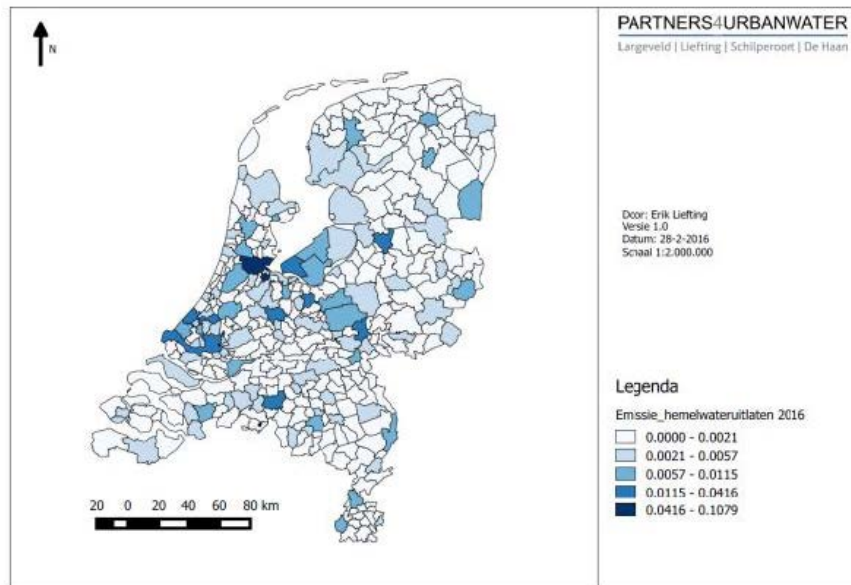 N
PARTNERS4URBANWATER
Largeveld | Liefting | Schilperoort | De Haan
Door: Erik Liefting
Versie 1.0
Datum: 28-2-2016
Schaal 1:2.000.000
Legenda
Emissie_hemelwateruitlaten 2016
0.0000 - 0.0021
0.0021 - 0.0057
0.0057 - 0.0115
0.0115 - 0.0416
0.0416 - 0.1079
20 0 20 40 60 80 km